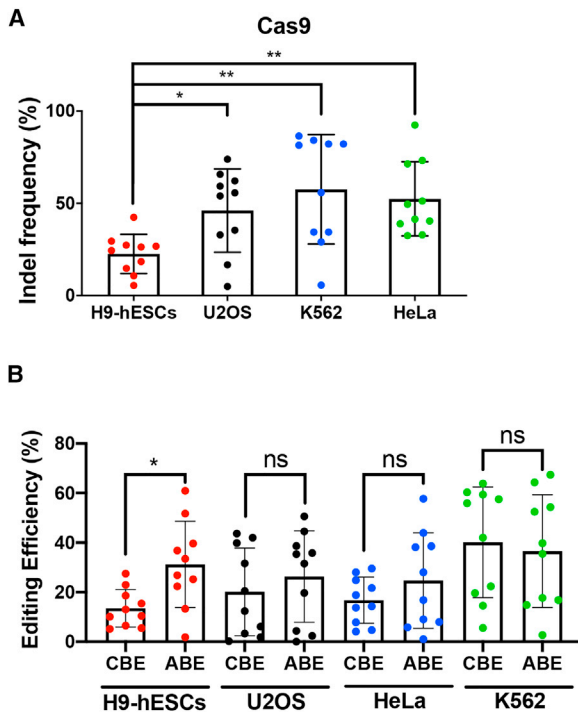 A
Cas9
**
**
*
Indel frequency (%)
100
50
0
H9-hESCs U2OS K562 HeLa
B
Editing Efficiency (%)
80
60
40
20
0
* ns ns ns
CBE ABE CBE ABE CBE ABE CBE ABE
H9-hESCs U2OS HeLa K562